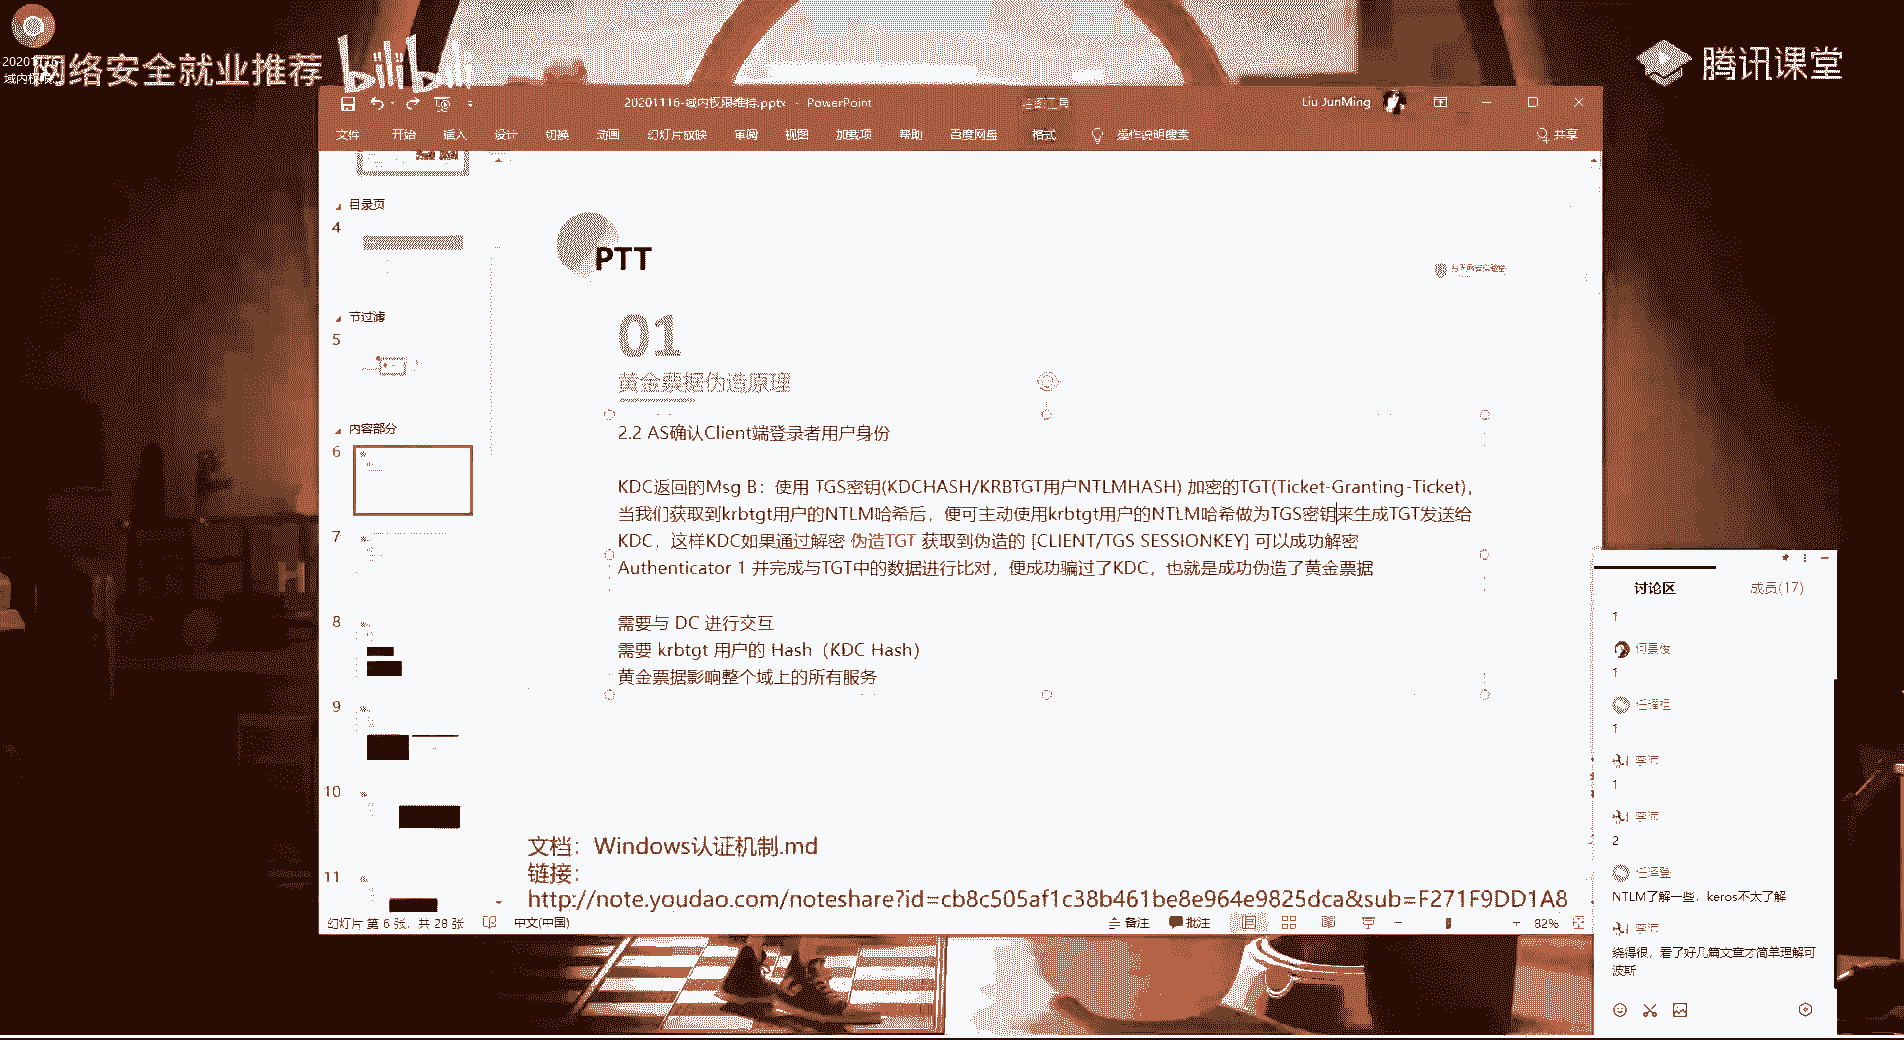 网络安全就业推荐
bilibili
腾讯课堂
20201116-域内权限维持.pptx - PowerPoint
绘图工具
Liu JunMing
文件 开始 插入 设计 切换 动画 幻灯片放映 审阅 视图 加载项 帮助 百度网盘 格式 操作说明搜索 共享
目录页
4
节过滤
5
内容部分
6
7
8
9
10
11
PTT
01
黄金票据伪造原理
2.2 AS确认Client端登录者用户身份
KDC返回的Msg B：使用 TGS密钥(KDCHASH/KRBTGT用户NTLMHASH) 加密的TGT(Ticket-Granting-Ticket)，
当我们获取到krbtgt用户的NTLM哈希后，便可主动使用krbtgt用户的NTLM哈希做为TGS密钥来生成TGT发送给
KDC，这样KDC如果通过解密 伪造TGT 获取到伪造的 [CLIENT/TGS SESSIONKEY] 可以成功解密
Authenticator 1 并完成与TGT中的数据进行比对，便成功骗过了KDC，也就是成功伪造了黄金票据
需要与 DC 进行交互
需要 krbtgt 用户的 Hash（KDC Hash）
黄金票据影响整个域上的所有服务
文档：Windows认证机制.md
链接：
http://note.youdao.com/noteshare?id=cb8c505af1c38b461be8e964e9825dca&sub=F271F9DD1A8
幻灯片 第 6 张，共 28 张 中文(中国) 备注 批注 82%
讨论区 成员(17)
1
1
1
1
2
NTLM了解一些，keros不太了解
绕得很，看了好几篇文章才简单理解可
波斯